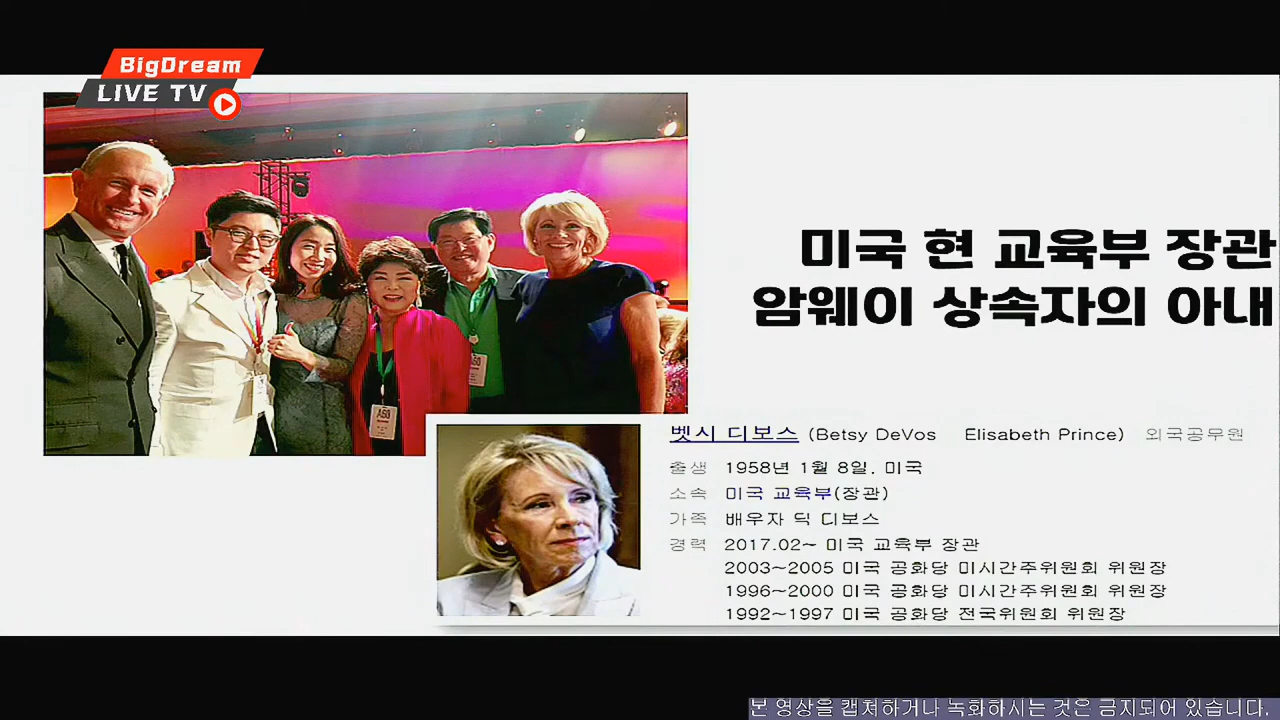 BigDream
LIVE TV
미국 현 교육부 장관
암웨이 상속자의 아내
A60
벳시 디보스 (Betsy DeVos Elisabeth Prince) 외국공무원
출생 1958년 1월 8일, 미국
소속 미국 교육부(장관)
가족 배우자 딕 디보스
경력 2017.02~ 미국 교육부 장관
2003~2005 미국 공화당 미시간주위원회 위원장
1996~2000 미국 공화당 미시간주위원회 위원장
1992~1997 미국 공화당 전국위원회 위원장
본 영상을 캡쳐하거나 녹화하시는 것은 금지되어 있습니다.